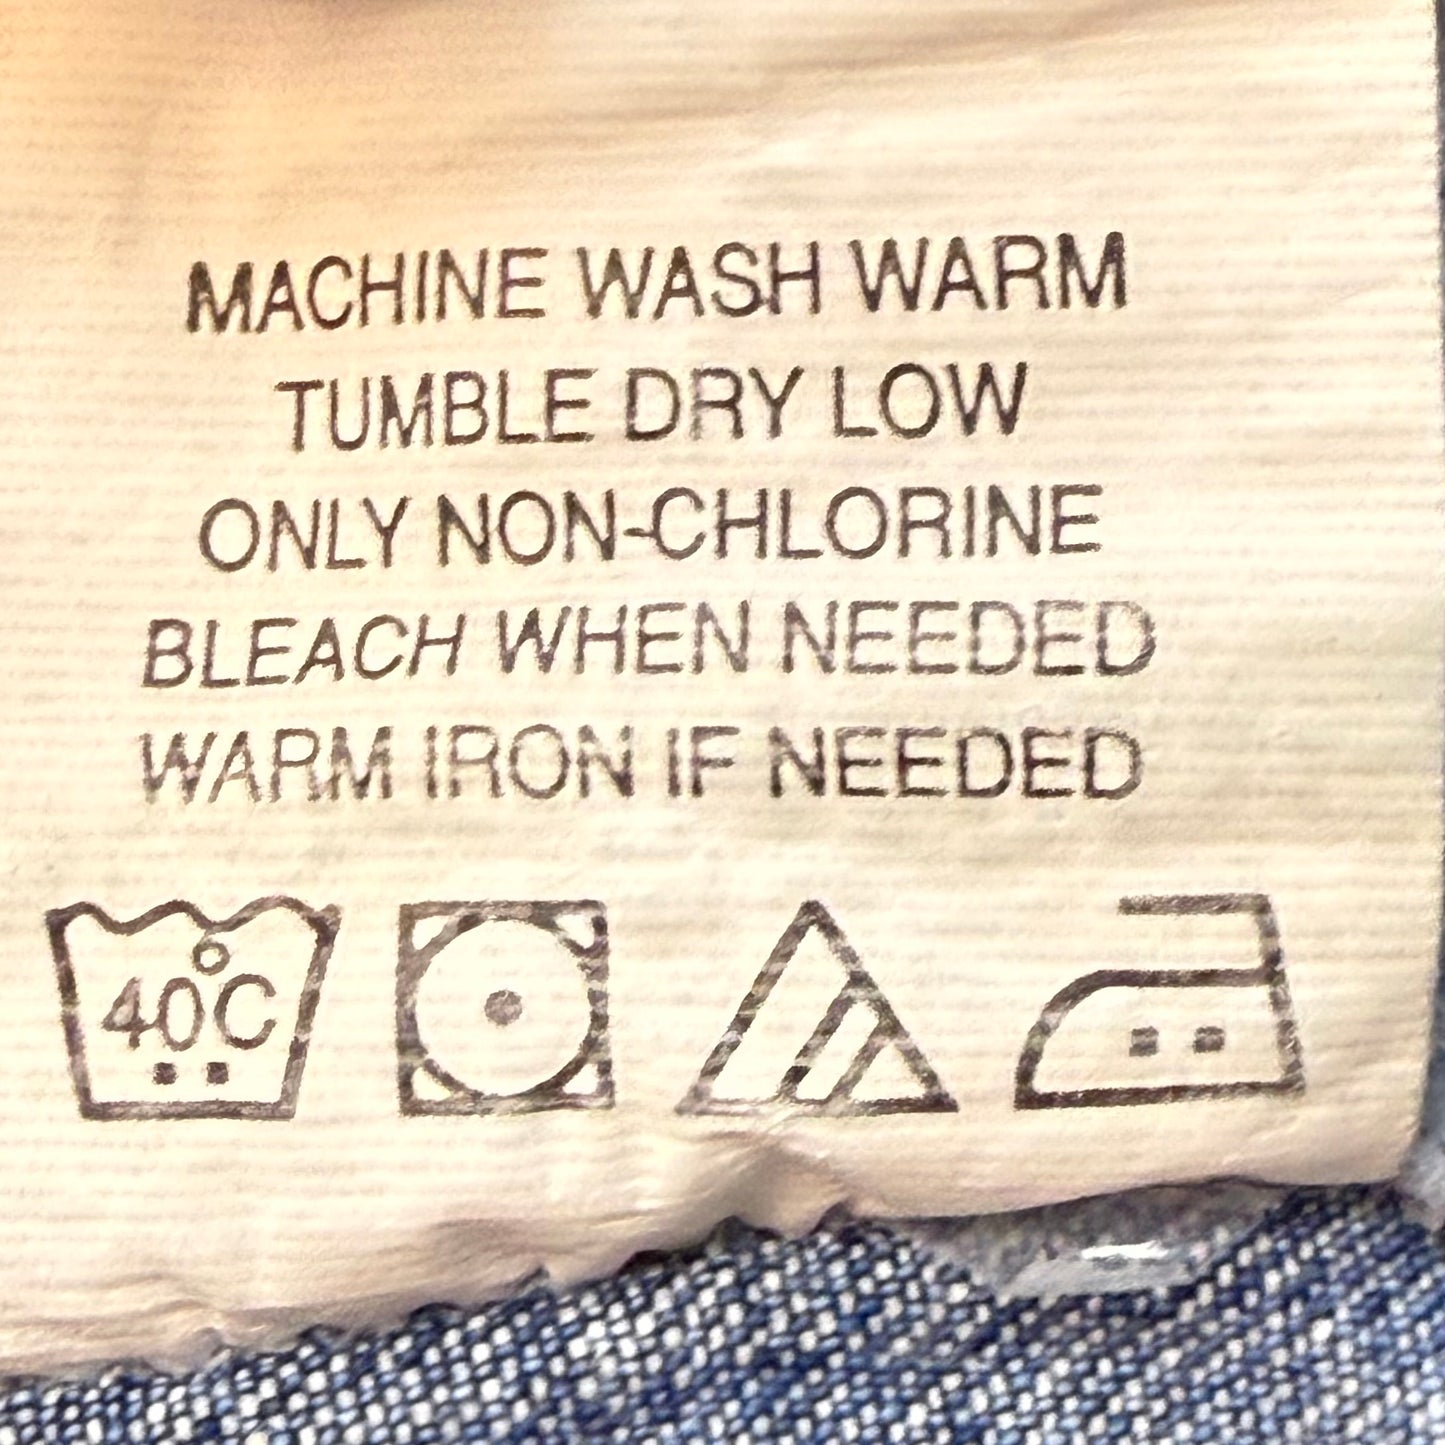 MACHINE WASH WARM
TUMBLE DRY LOW
ONLY NON-CHLORINE
BLEACH WHEN NEEDED
WARM IRON IF NEEDED
40°C